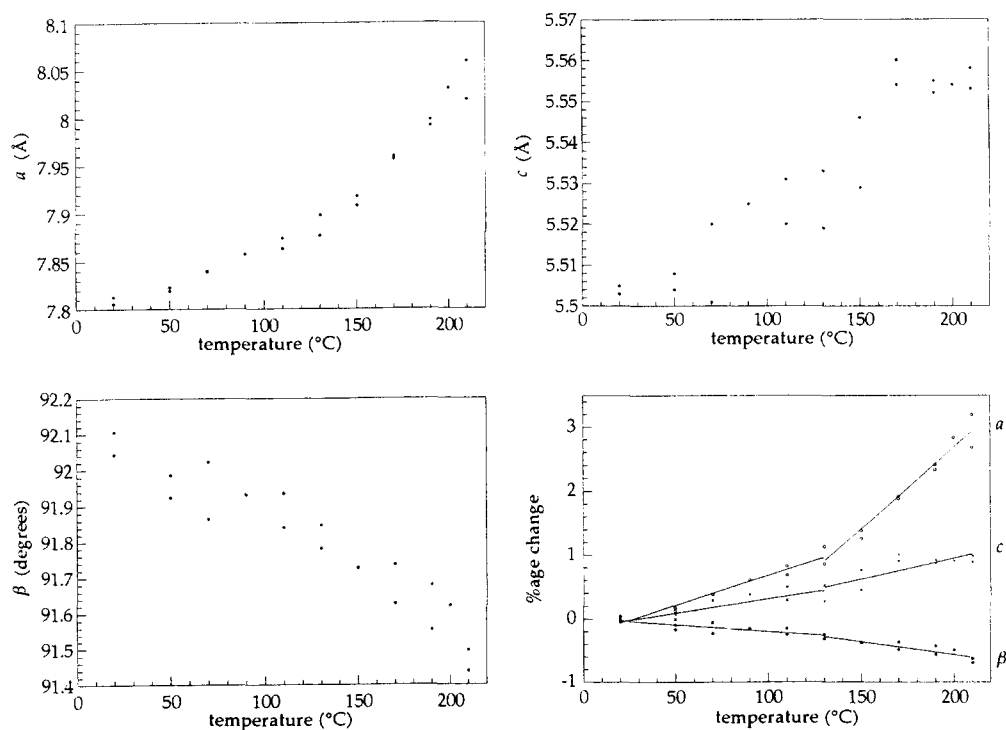 8.1
8.05
8
7.95
7.9
7.85
7.8
a (Å)
0 50 100 150 200
temperature (°C)
5.57
5.56
5.55
5.54
5.53
5.52
5.51
5.5
c (Å)
0 50 100 150 200
temperature (°C)
92.2
92.1
92
91.9
91.8
91.7
91.6
91.5
91.4
β (degrees)
0 50 100 150 200
temperature (°C)
3
2
1
0
-1
%age change
0 50 100 150 200
temperature (°C)
a
c
β